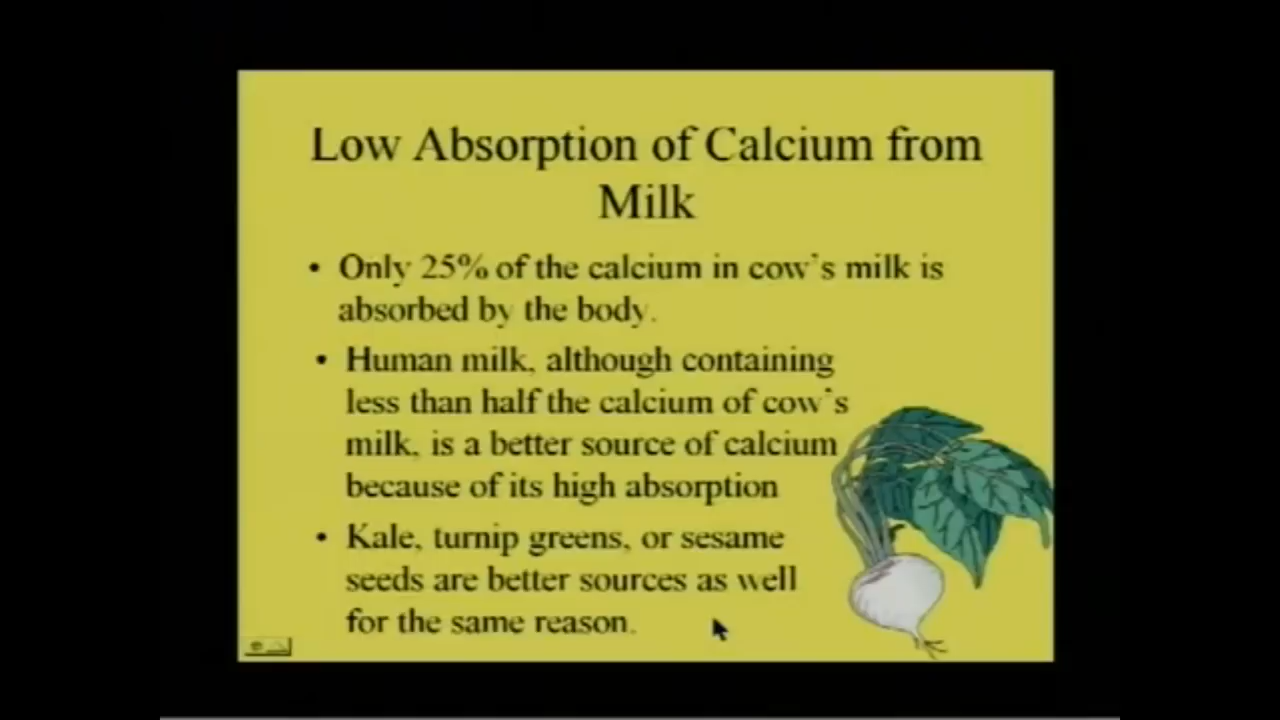 Low Absorption of Calcium from
Milk
• Only 25% of the calcium in cow's milk is
absorbed by the body.
• Human milk, although containing
less than half the calcium of cow's
milk, is a better source of calcium
because of its high absorption
• Kale, turnip greens, or sesame
seeds are better sources as well
for the same reason.